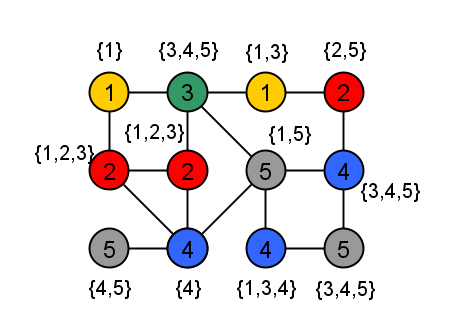 {1} {3,4,5} {1,3} {2,5}
1 3 1 2
{1,2,3} {1,2,3} {1,5}
2 2 5 4
{3,4,5}
5 4 4 5
{4,5} {4} {1,3,4} {3,4,5}